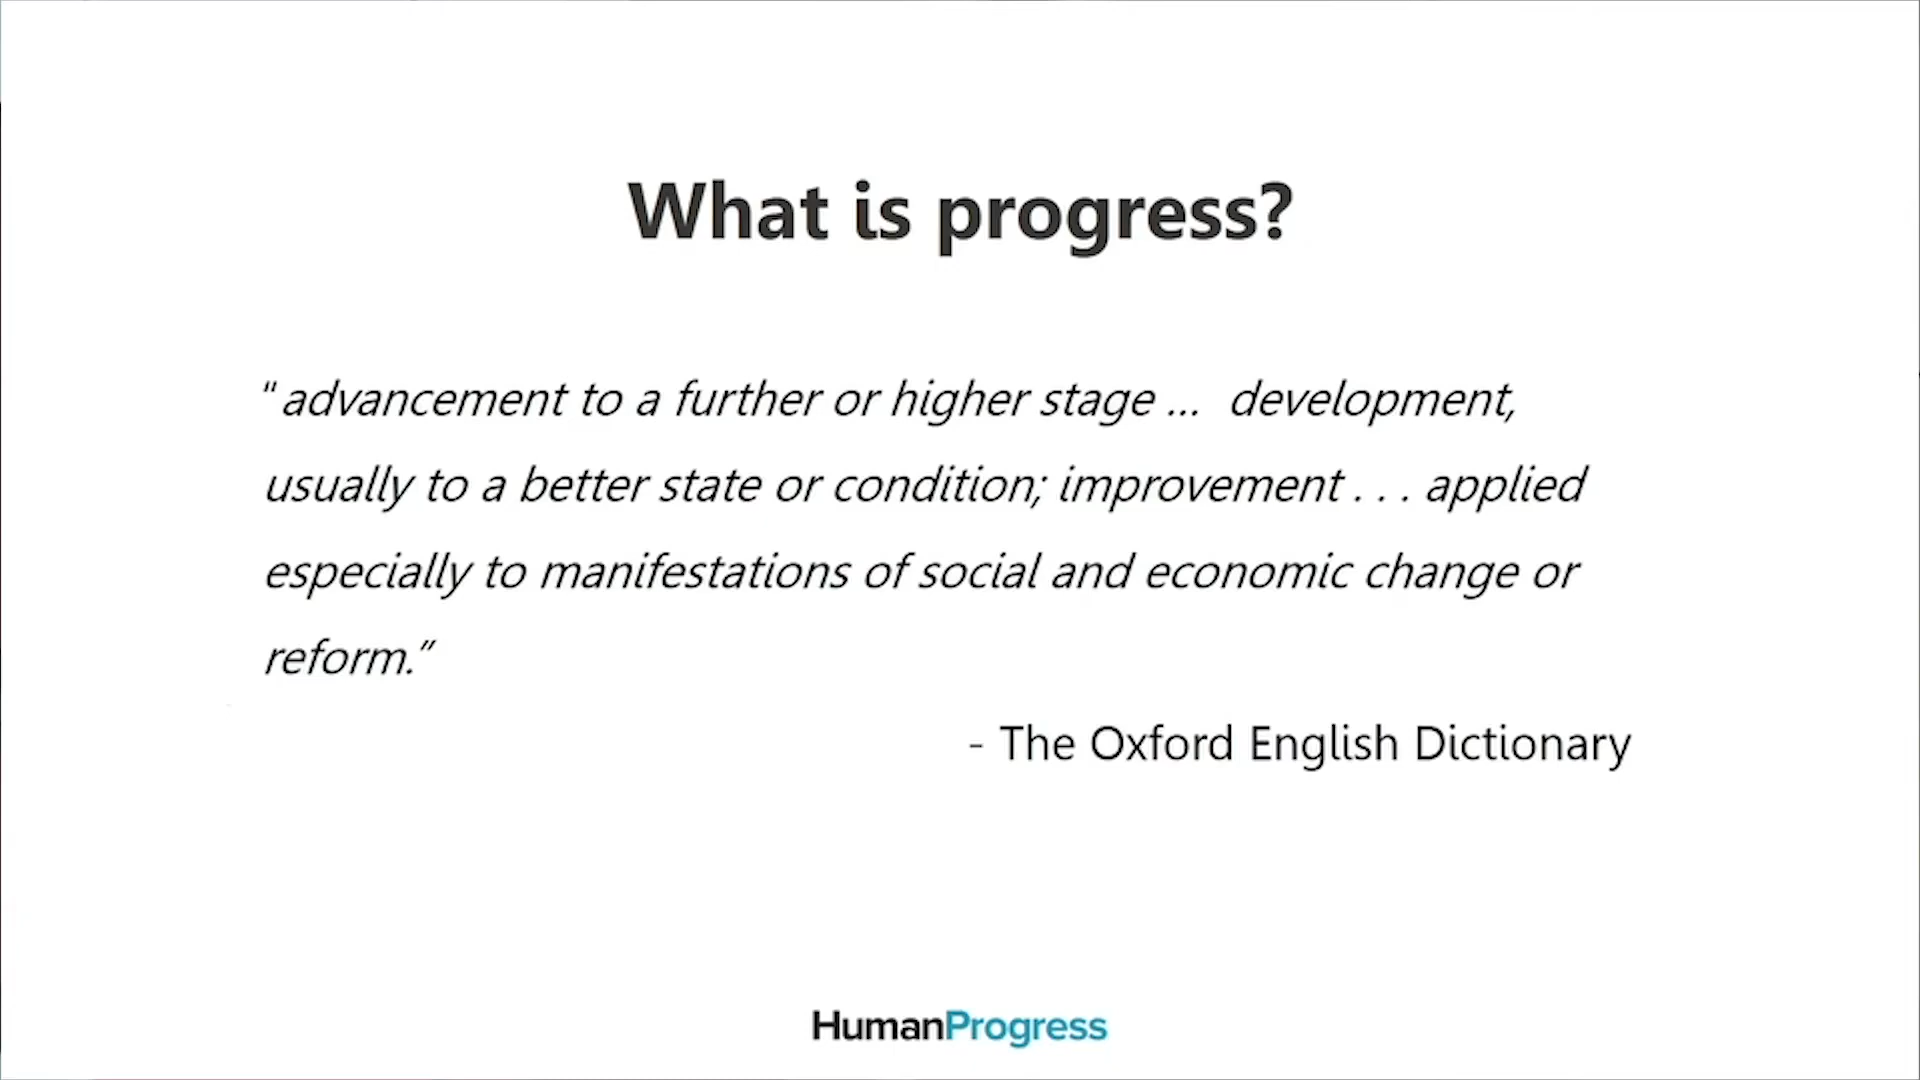 What is progress?
"advancement to a further or higher stage ... development,
usually to a better state or condition; improvement . . . applied
especially to manifestations of social and economic change or
reform.”
- The Oxford English Dictionary
HumanProgress